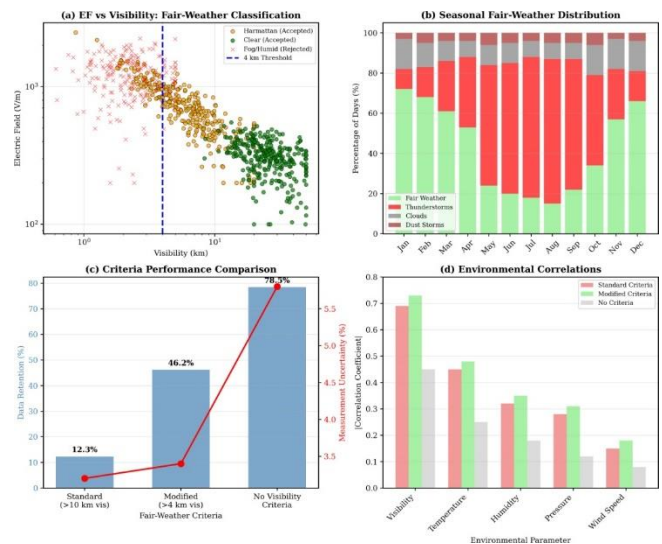 (a) EF vs Visibility: Fair-Weather Classification
Harmattan (Accepted)
Clear (Accepted)
Fog/Humid (Rejected)
4 km Threshold
10³
10²
Electric Field (V/m)
10⁰
10¹
Visibility (km)
(b) Seasonal Fair-Weather Distribution
100
80
60
40
20
0
Percentage of Days (%)
Fair Weather
Thunderstorms
Clouds
Dust Storms
Jan
Feb
Mar
Apr
May
Jun
Jul
Aug
Sep
Oct
Nov
Dec
(c) Criteria Performance Comparison
80
70
60
50
40
30
20
10
0
Data Retention (%)
12.3%
46.2%
78.5%
5.5
5.0
4.5
4.0
3.5
Measurement Uncertainty (%)
Standard
(>10 km vis)
Modified
(>4 km vis)
No Visibility
Criteria
Fair-Weather Criteria
(d) Environmental Correlations
0.8
0.7
0.6
0.5
0.4
0.3
0.2
0.1
0.0
|Correlation Coefficient|
Standard Criteria
Modified Criteria
No Criteria
Visibility
Temperature
Humidity
Pressure
Wind Speed
Environmental Parameter